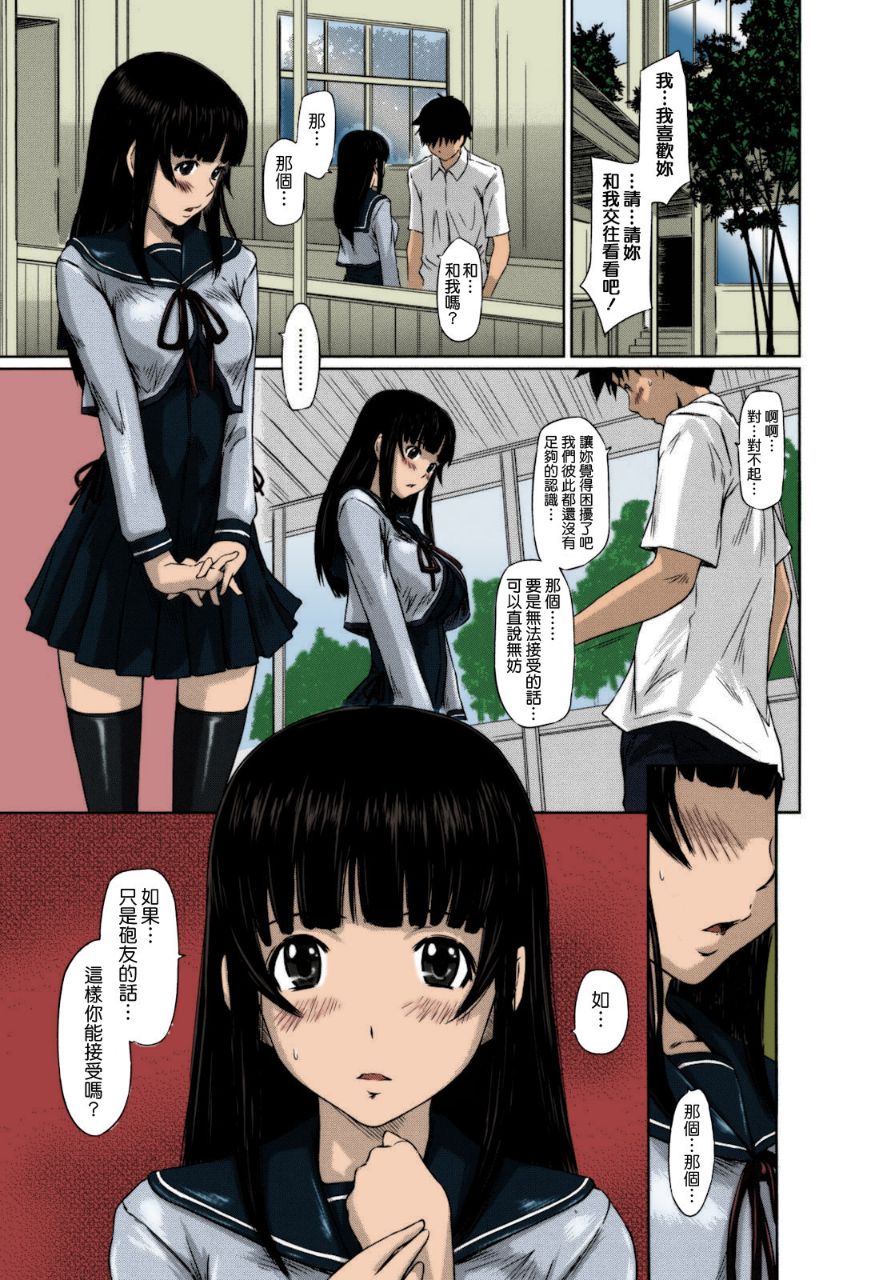 我…我喜歡妳
…請…請妳
和我交往看看吧!
和…
和我嗎?
那…
那個…
………
啊啊…
對…對不起…
讓妳覺得困擾了吧
我們彼此都還沒有
足夠的認識…
那個……
要是無法接受的話…
可以直說無妨
那個…那個…
如…
如果…
只是砲友的話…
這樣你能接受嗎?